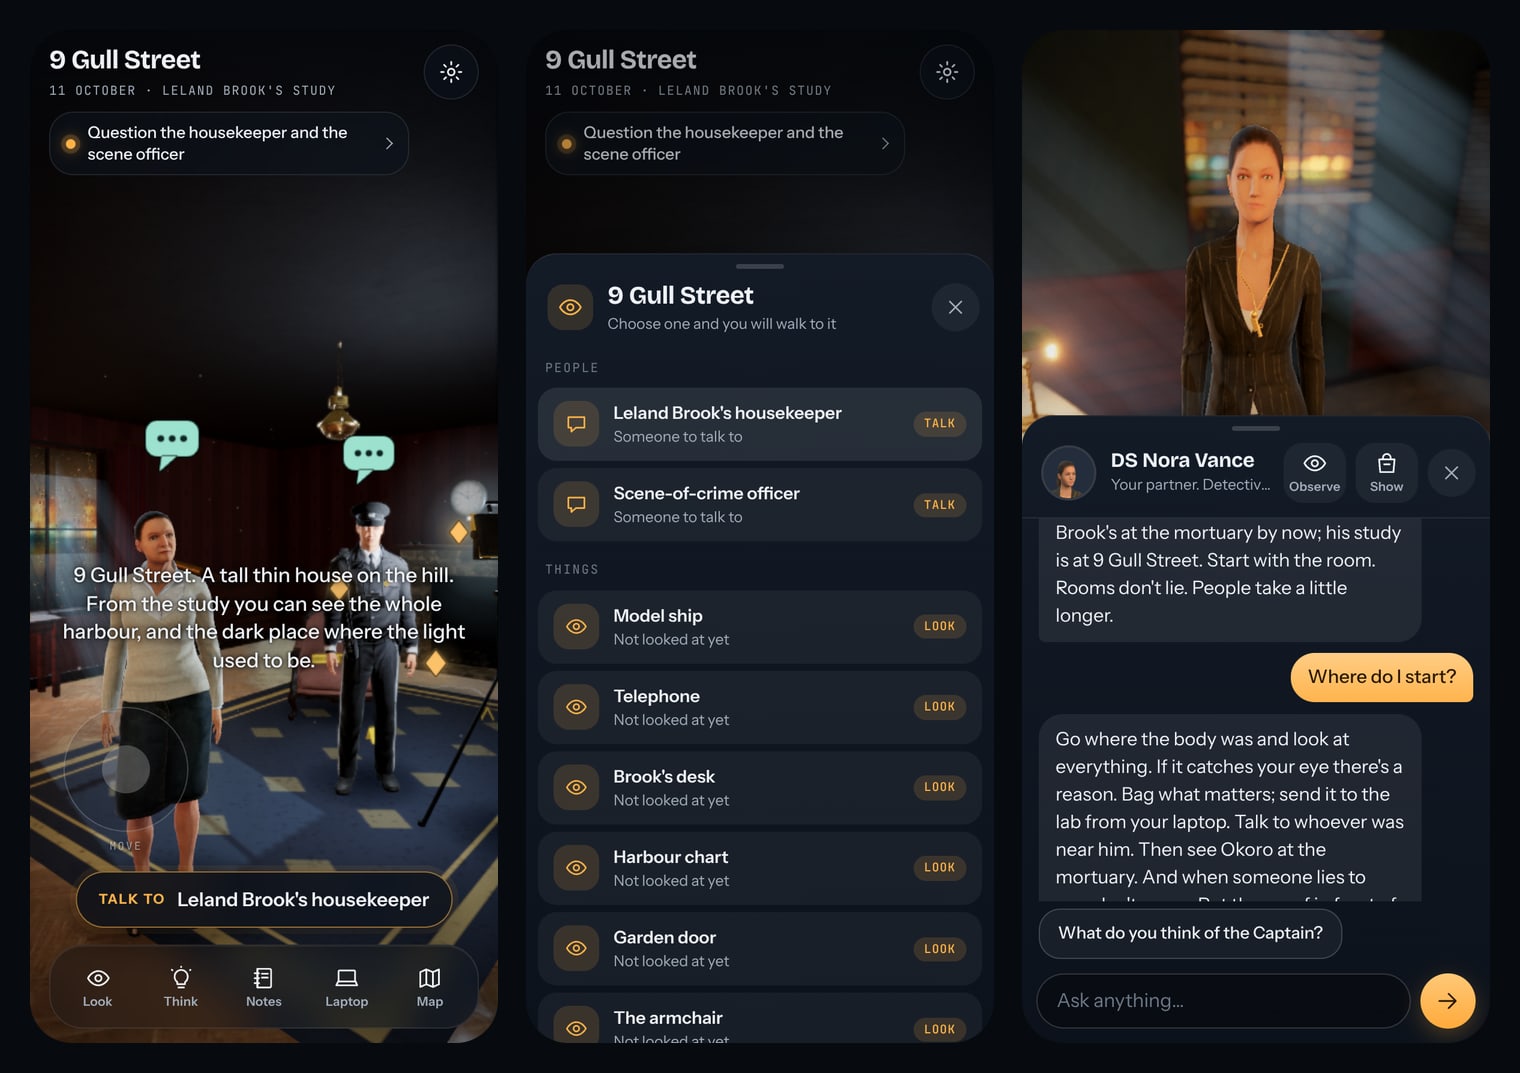 9 Gull Street
11 OCTOBER · LELAND BROOK'S STUDY
Question the housekeeper and the
scene officer
9 Gull Street. A tall thin house on the hill.
From the study you can see the whole
harbour, and the dark place where the light
used to be.
MOVE
TALK TO Leland Brook's housekeeper
Look
Think
Notes
Laptop
Map
9 Gull Street
11 OCTOBER · LELAND BROOK'S STUDY
Question the housekeeper and the
scene officer
9 Gull Street
Choose one and you will walk to it
PEOPLE
Leland Brook's housekeeper
Someone to talk to
TALK
Scene-of-crime officer
Someone to talk to
TALK
THINGS
Model ship
Not looked at yet
LOOK
Telephone
Not looked at yet
LOOK
Brook's desk
Not looked at yet
LOOK
Harbour chart
Not looked at yet
LOOK
Garden door
Not looked at yet
LOOK
The armchair
Not looked at yet
LOOK
DS Nora Vance
Your partner. Detectiv...
Observe
Show
Brook's at the mortuary by now; his study
is at 9 Gull Street. Start with the room.
Rooms don't lie. People take a little
longer.
Where do I start?
Go where the body was and look at
everything. If it catches your eye there's a
reason. Bag what matters; send it to the
lab from your laptop. Talk to whoever was
near him. Then see Okoro at the
mortuary. And when someone lies to
What do you think of the Captain?
Ask anything...